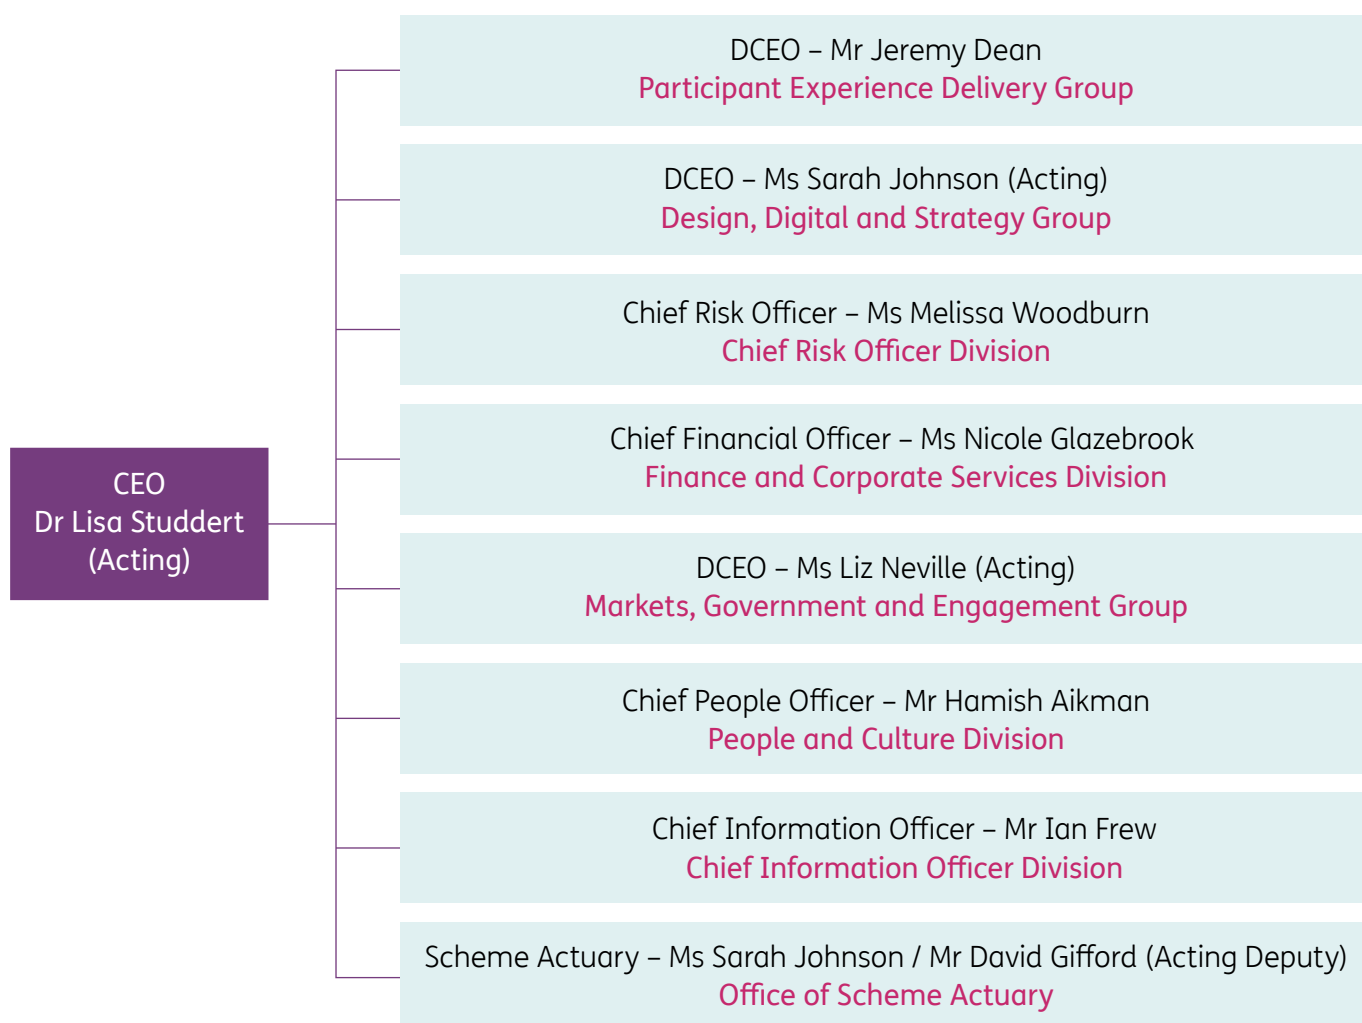 DCEO – Mr Jeremy Dean
Participant Experience Delivery Group
DCEO – Ms Sarah Johnson (Acting)
Design, Digital and Strategy Group
Chief Risk Officer – Ms Melissa Woodburn
Chief Risk Officer Division
Chief Financial Officer – Ms Nicole Glazebrook
Finance and Corporate Services Division
CEO
Dr Lisa Studdert
(Acting)
DCEO – Ms Liz Neville (Acting)
Markets, Government and Engagement Group
Chief People Officer – Mr Hamish Aikman
People and Culture Division
Chief Information Officer – Mr Ian Frew
Chief Information Officer Division
Scheme Actuary – Ms Sarah Johnson / Mr David Gifford (Acting Deputy)
Office of Scheme Actuary